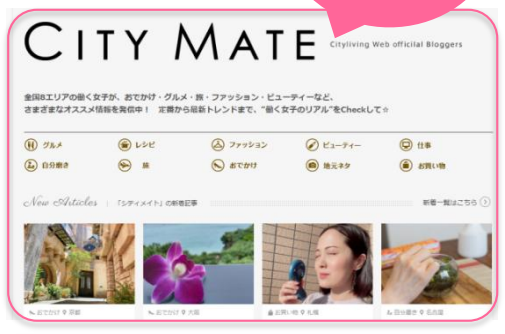 CITY MATE
Cityliving Web officilal Bloggers
全国8エリアの働く女子が、おでかけ・グルメ・旅・ファッション・ビューティーなど、
さまざまなオススメ情報を発信中！ 定番から最新トレンドまで、“働く女子のリアル”をCheckして☆
グルメ レシピ ファッション ビューティー 仕事
自分磨き 旅 おでかけ 地元ネタ お買い物
New Articles 「シティメイト」の新着記事 新着一覧はこちら
おでかけ 京都 おでかけ 大阪 お買い物 札幌 自分磨き 名古屋